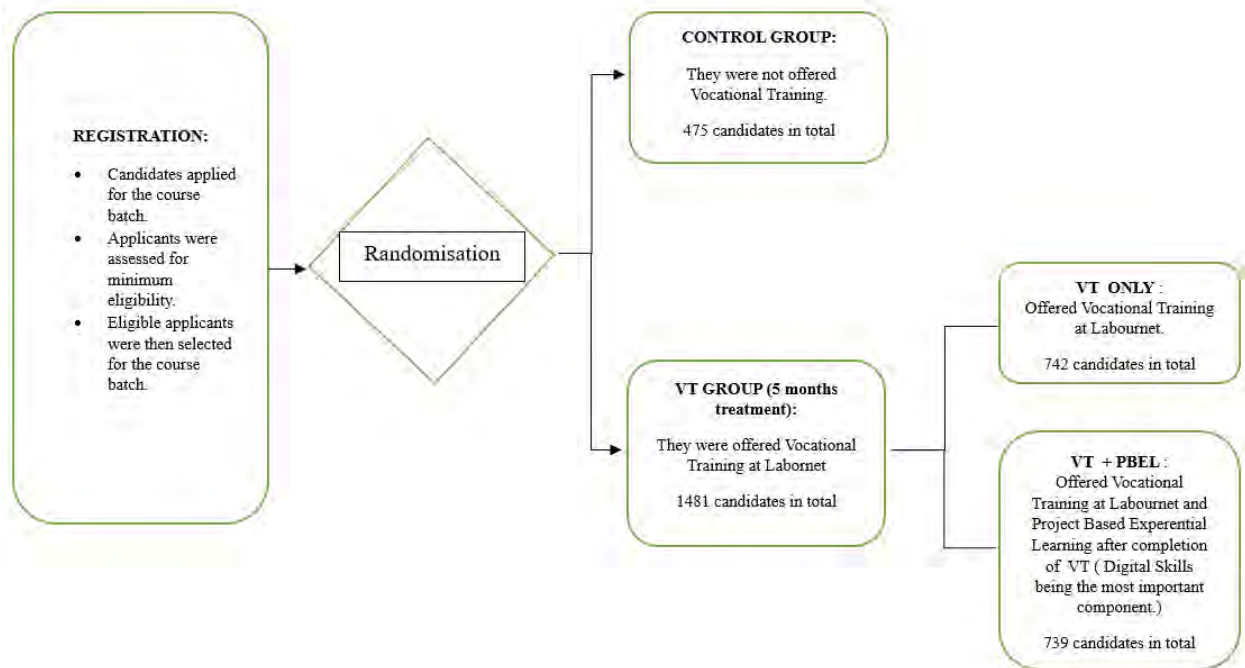 REGISTRATION:
• Candidates applied
for the course
batch.
• Applicants were
assessed for
minimum
eligibility.
• Eligible applicants
were then selected
for the course
batch.
Randomisation
CONTROL GROUP:
They were not offered
Vocational Training.
475 candidates in total
VT GROUP (5 months
treatment):
They were offered Vocational
Training at Labornet
1481 candidates in total
VT ONLY :
Offered Vocational Training
at Labournet.
742 candidates in total
VT + PBEL :
Offered Vocational
Training at Labournet and
Project Based Experential
Learning after completion
of VT ( Digital Skills
being the most important
component.)
739 candidates in total